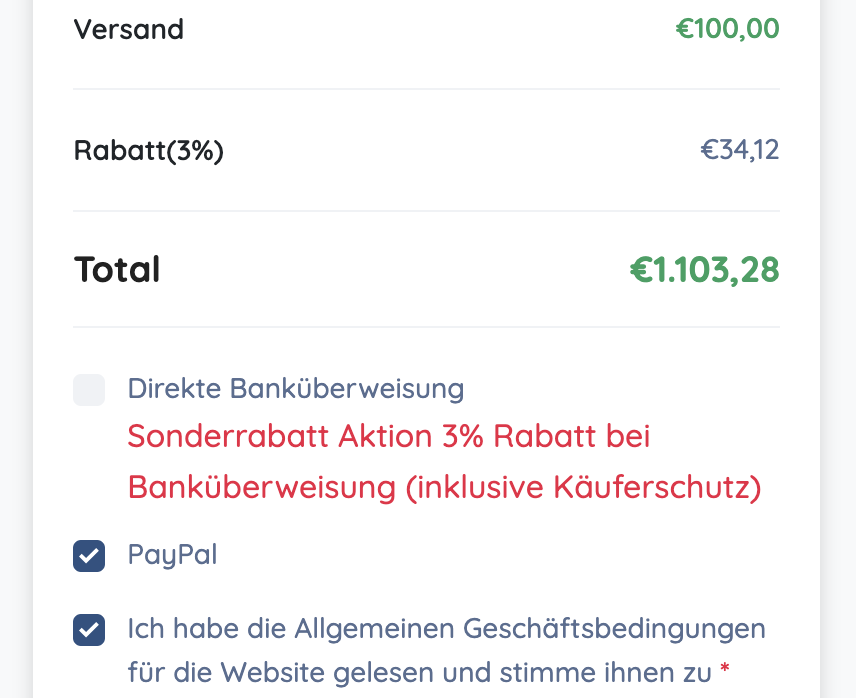 Versand €100,00
Rabatt(3%) €34,12
Total €1.103,28
Direkte Banküberweisung
Sonderrabatt Aktion 3% Rabatt bei
Banküberweisung (inklusive Käuferschutz)
PayPal
Ich habe die Allgemeinen Geschäftsbedingungen
für die Website gelesen und stimme ihnen zu *